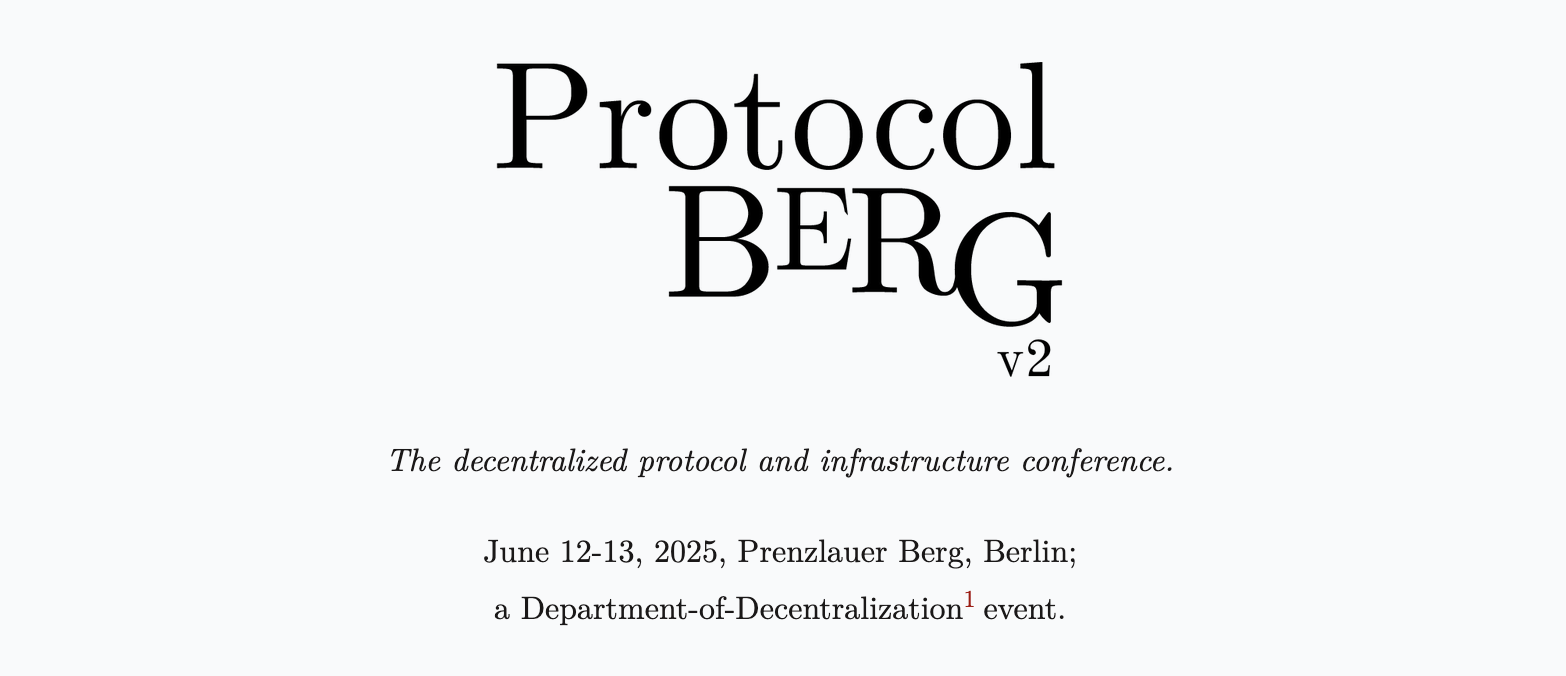 Protocol
BERG
v2
The decentralized protocol and infrastructure conference.
June 12-13, 2025, Prenzlauer Berg, Berlin;
a Department-of-Decentralization1 event.